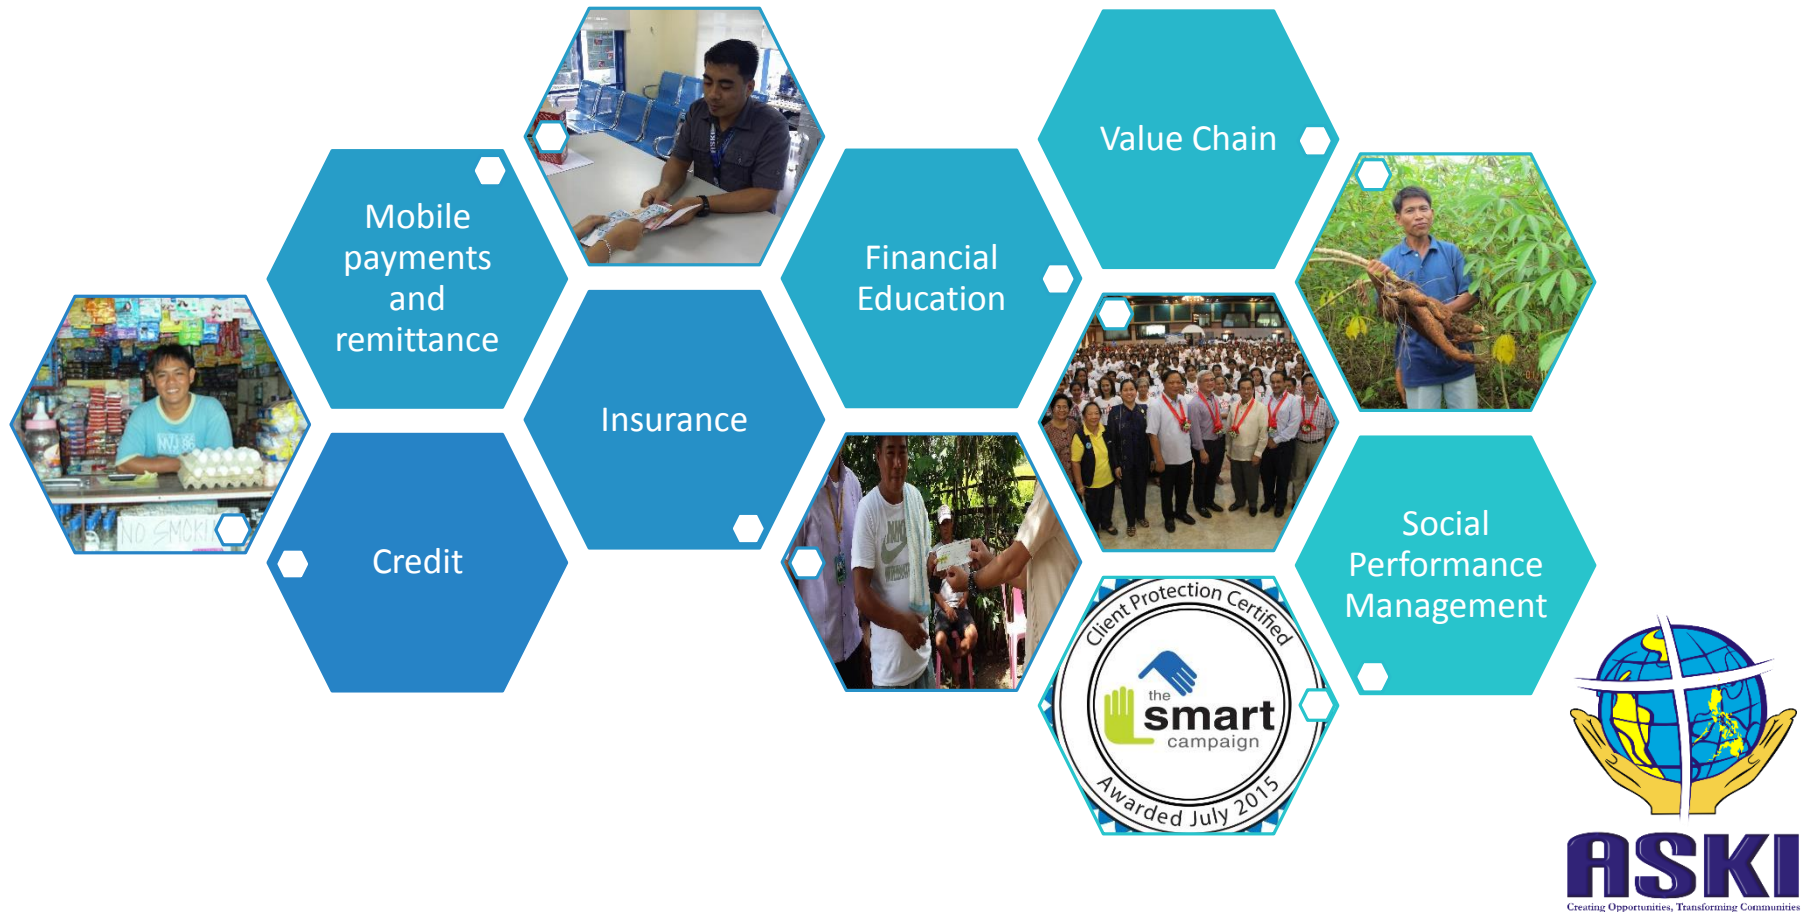 Value Chain
Mobile
payments
and
remittance
Financial
Education
Insurance
Credit
NO SMOKI
Social
Performance
Management
Client Protection Certified
the
smart
campaign
Awarded July 2015
ASKI
Creating Opportunities, Transforming Communities